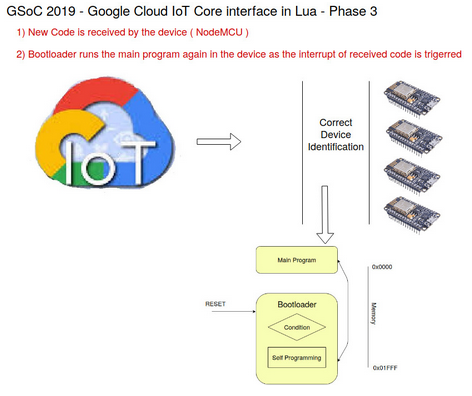 GSoC 2019 - Google Cloud IoT Core interface in Lua - Phase 3
1) New Code is received by the device ( NodeMCU )
2) Bootloader runs the main program again in the device as the interrupt of received code is trigerred
IoT
Correct
Device
Identification
Main Program
0x0000
RESET
Bootloader
Condition
Memory
Self Programming
0x01FFF